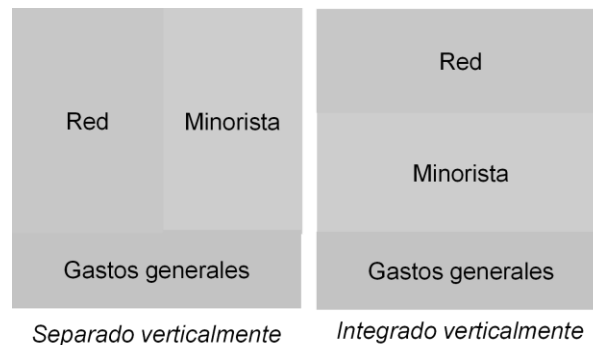 Red
Minorista
Gastos generales
Separado verticalmente
Red
Minorista
Gastos generales
Integrado verticalmente